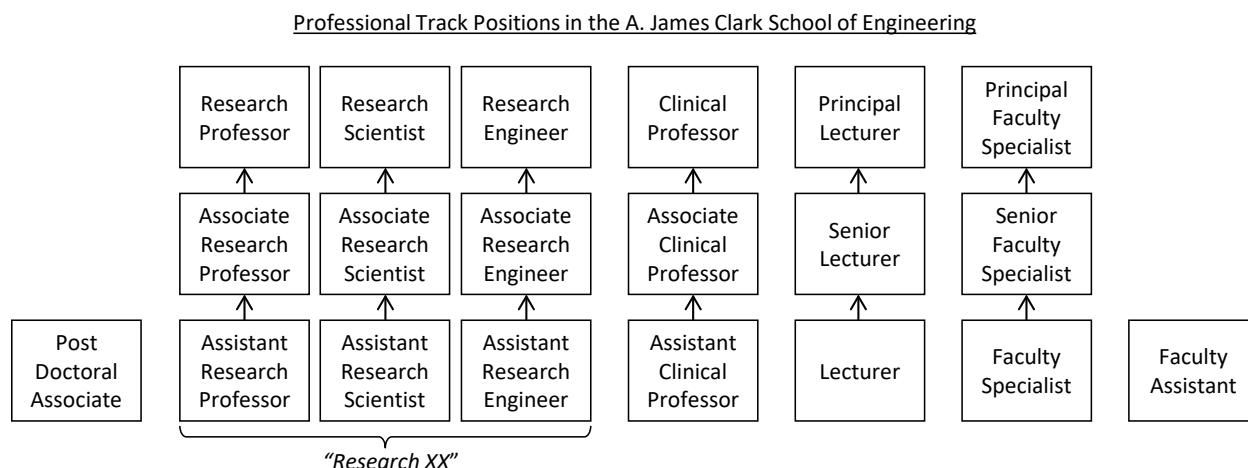 Professional Track Positions in the A. James Clark School of Engineering
Research
Professor
Research
Scientist
Research
Engineer
Clinical
Professor
Principal
Lecturer
Principal
Faculty
Specialist
Associate
Research
Professor
Associate
Research
Scientist
Associate
Research
Engineer
Associate
Clinical
Professor
Senior
Lecturer
Senior
Faculty
Specialist
Post
Doctoral
Associate
Assistant
Research
Professor
Assistant
Research
Scientist
Assistant
Research
Engineer
Assistant
Clinical
Professor
Lecturer
Faculty
Specialist
Faculty
Assistant
“Research XX”